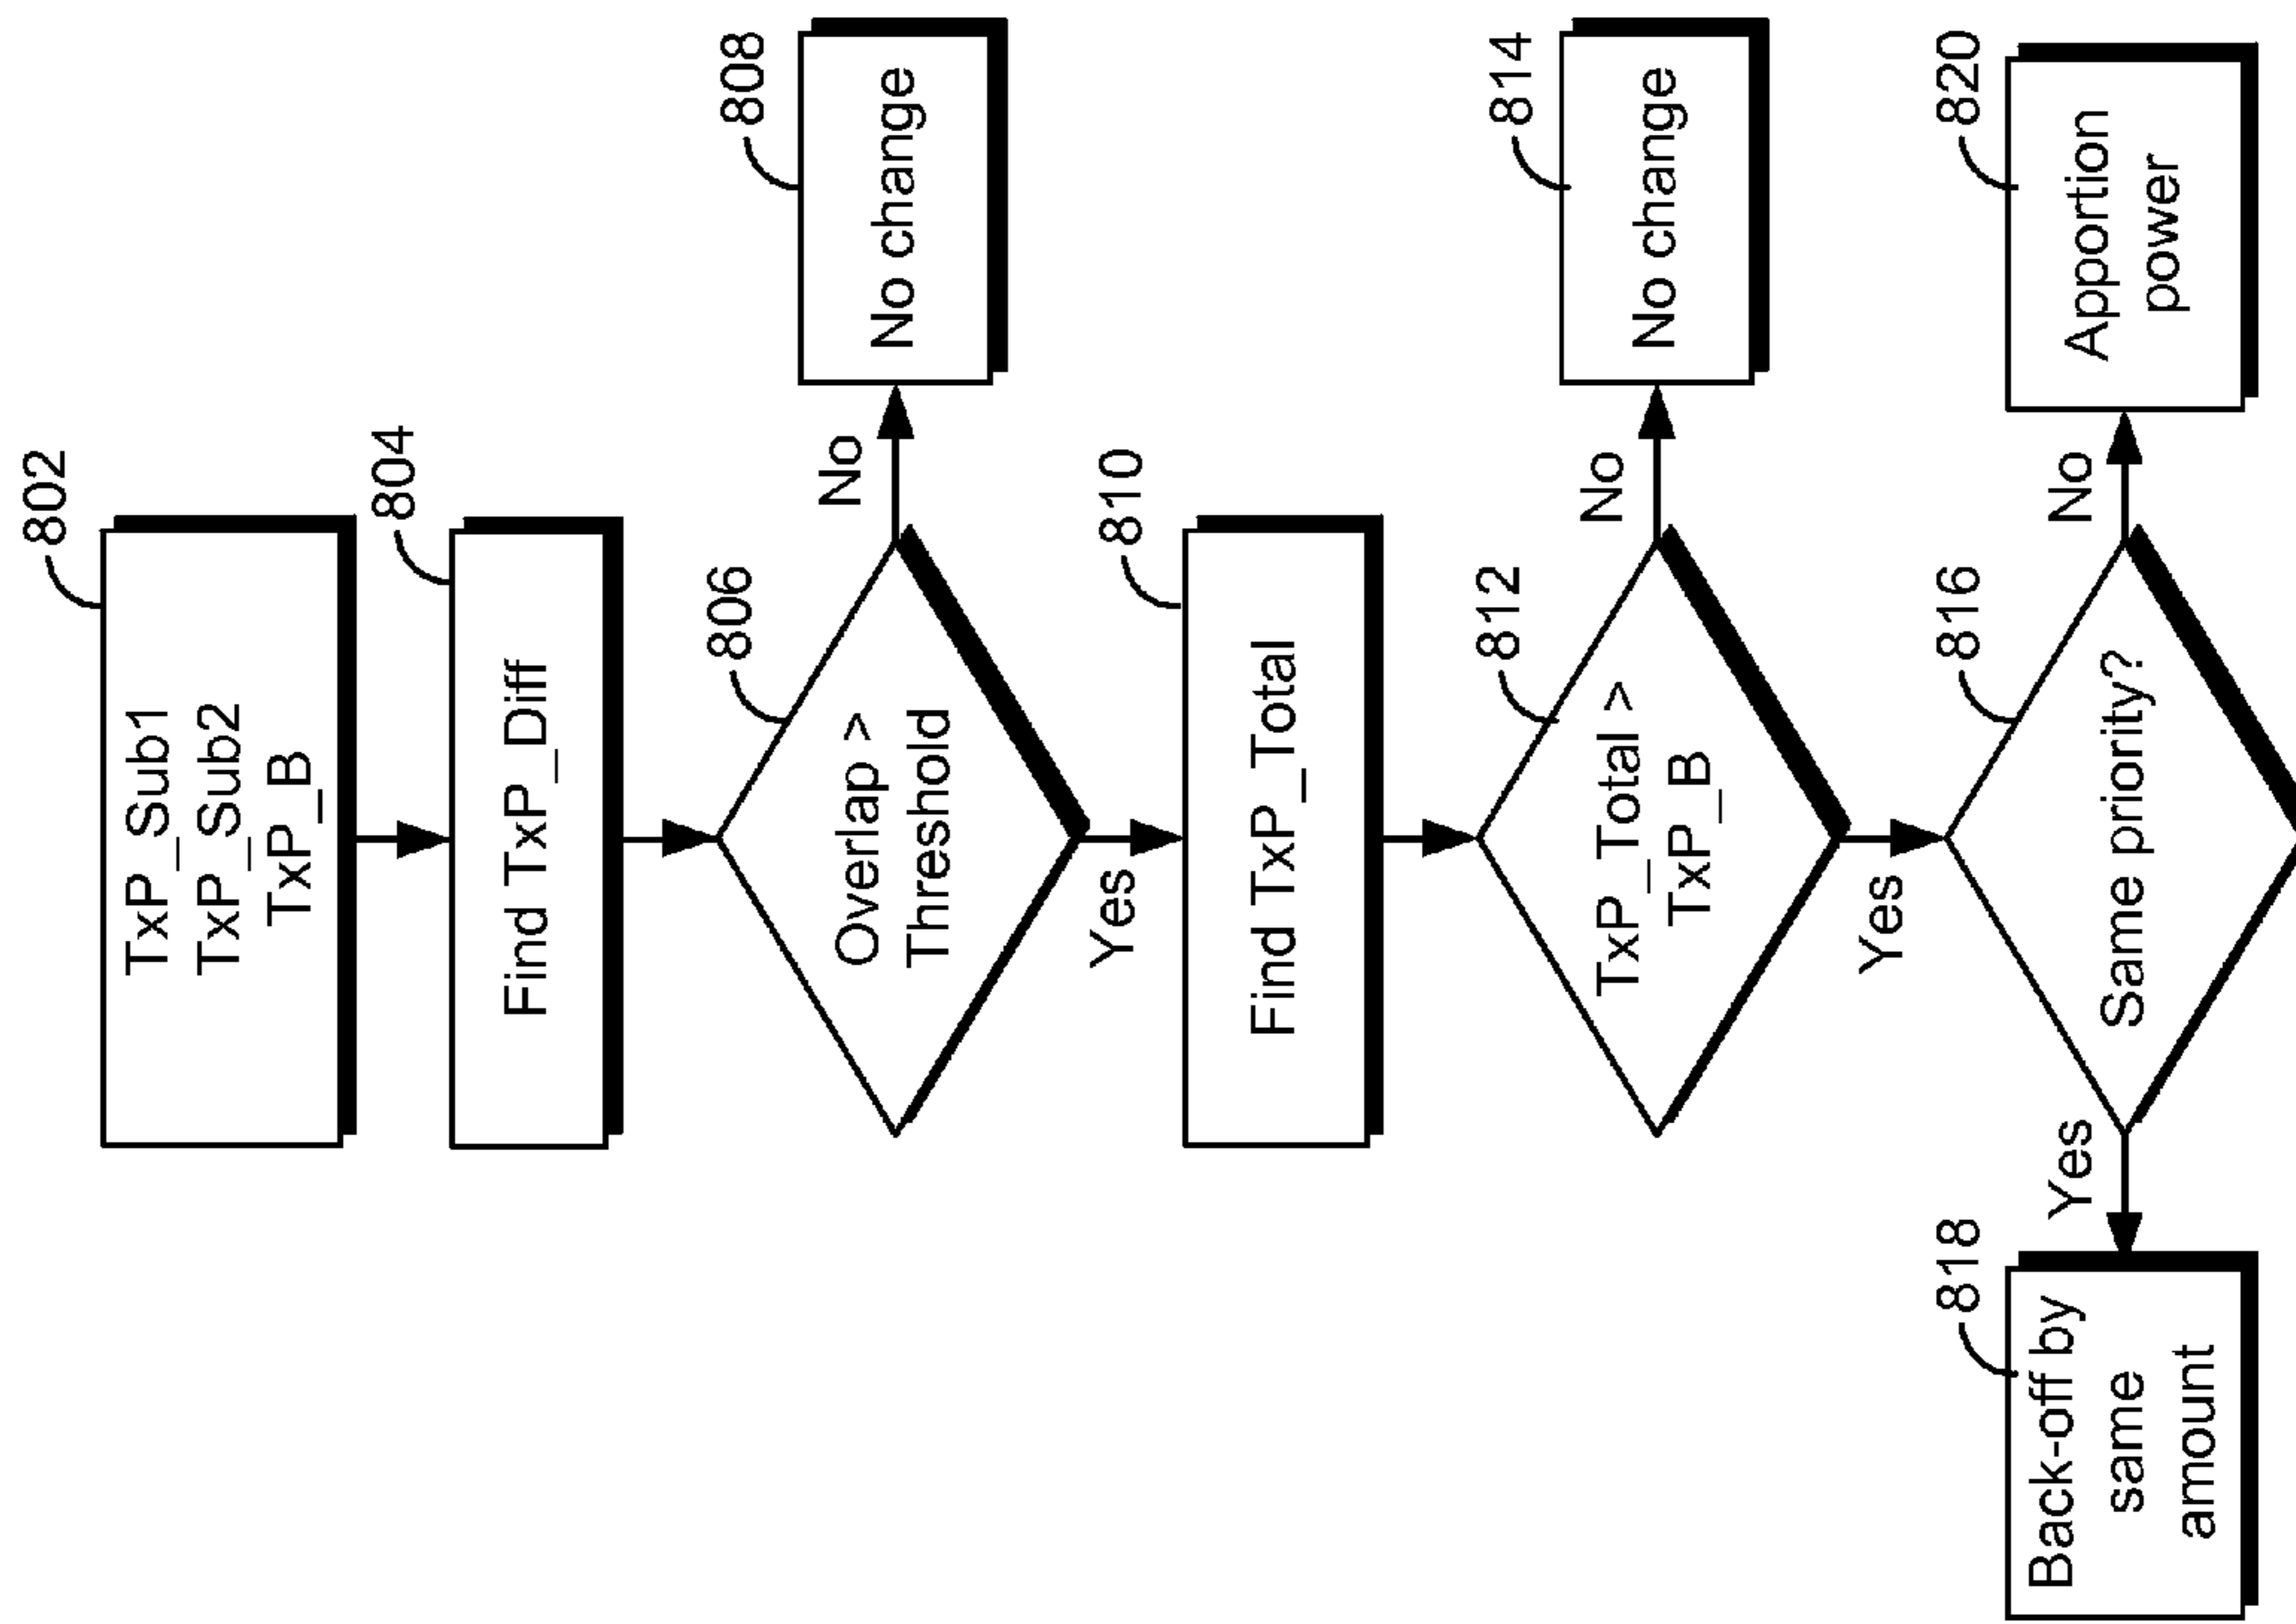 802
TxP_Sub1
TxP_Sub2
TxP_B
804
Find TxP_Diff
806
Overlap >
Threshold
No
808
No change
Yes
810
Find TxP_Total
812
TxP_Total >
TxP_B
No
814
No change
Yes
816
Same priority?
Yes
818
Back-off by
same
amount
No
820
Apportion
power